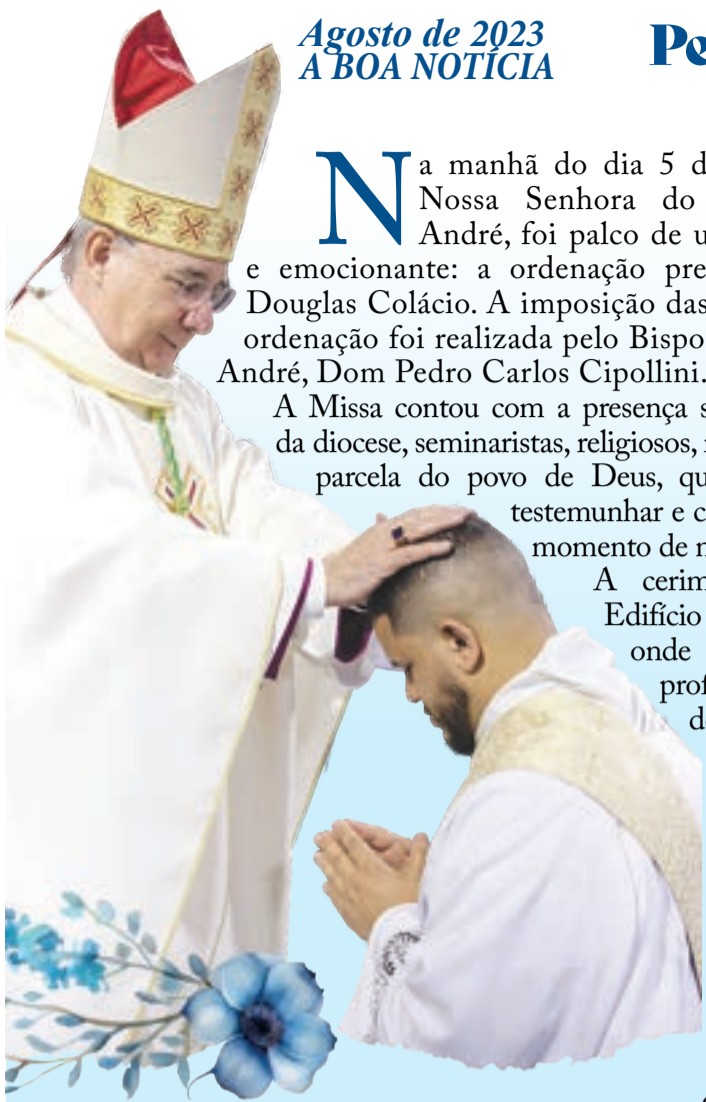 Agosto de 2023
A BOA NOTÍCIA
Pe
Na manhã do dia 5 d
Nossa Senhora do
André, foi palco de u
e emocionante: a ordenação pre
Douglas Colácio. A imposição das
ordenação foi realizada pelo Bispo
André, Dom Pedro Carlos Cipollini.
A Missa contou com a presença s
da diocese, seminaristas, religiosos,
parcela do povo de Deus, qu
testemunhar e c
momento de
A cerim
Edifício
onde
prof
d